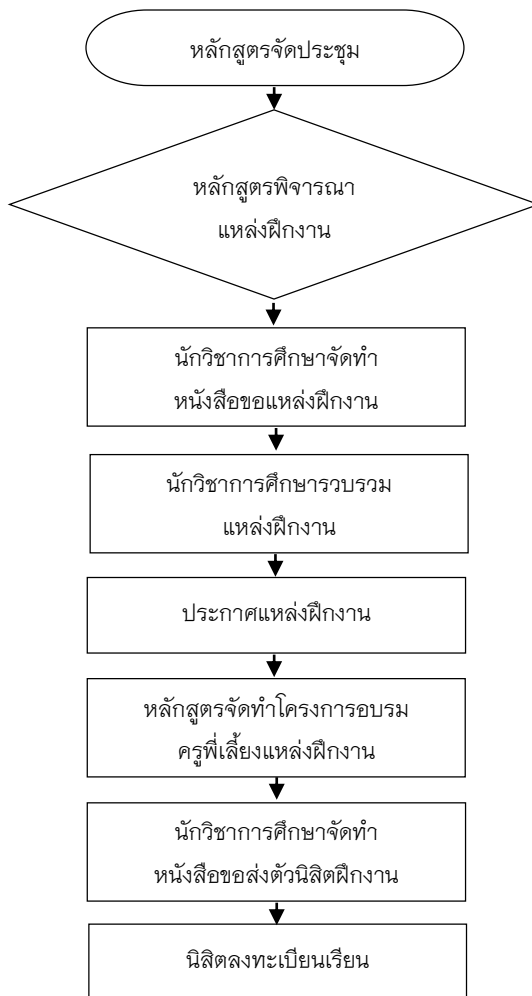 หลักสูตรจัดประชุม
หลักสูตรพิจารณา
แหล่งฝึกงาน
นักวิชาการศึกษาจัดทำ
หนังสือขอแหล่งฝึกงาน
นักวิชาการศึกษารวบรวม
แหล่งฝึกงาน
ประกาศแหล่งฝึกงาน
หลักสูตรจัดทำโครงการอบรม
ครูพี่เลี้ยงแหล่งฝึกงาน
นักวิชาการศึกษาจัดทำ
หนังสือขอส่งตัวนิสิตฝึกงาน
นิสิตลงทะเบียนเรียน